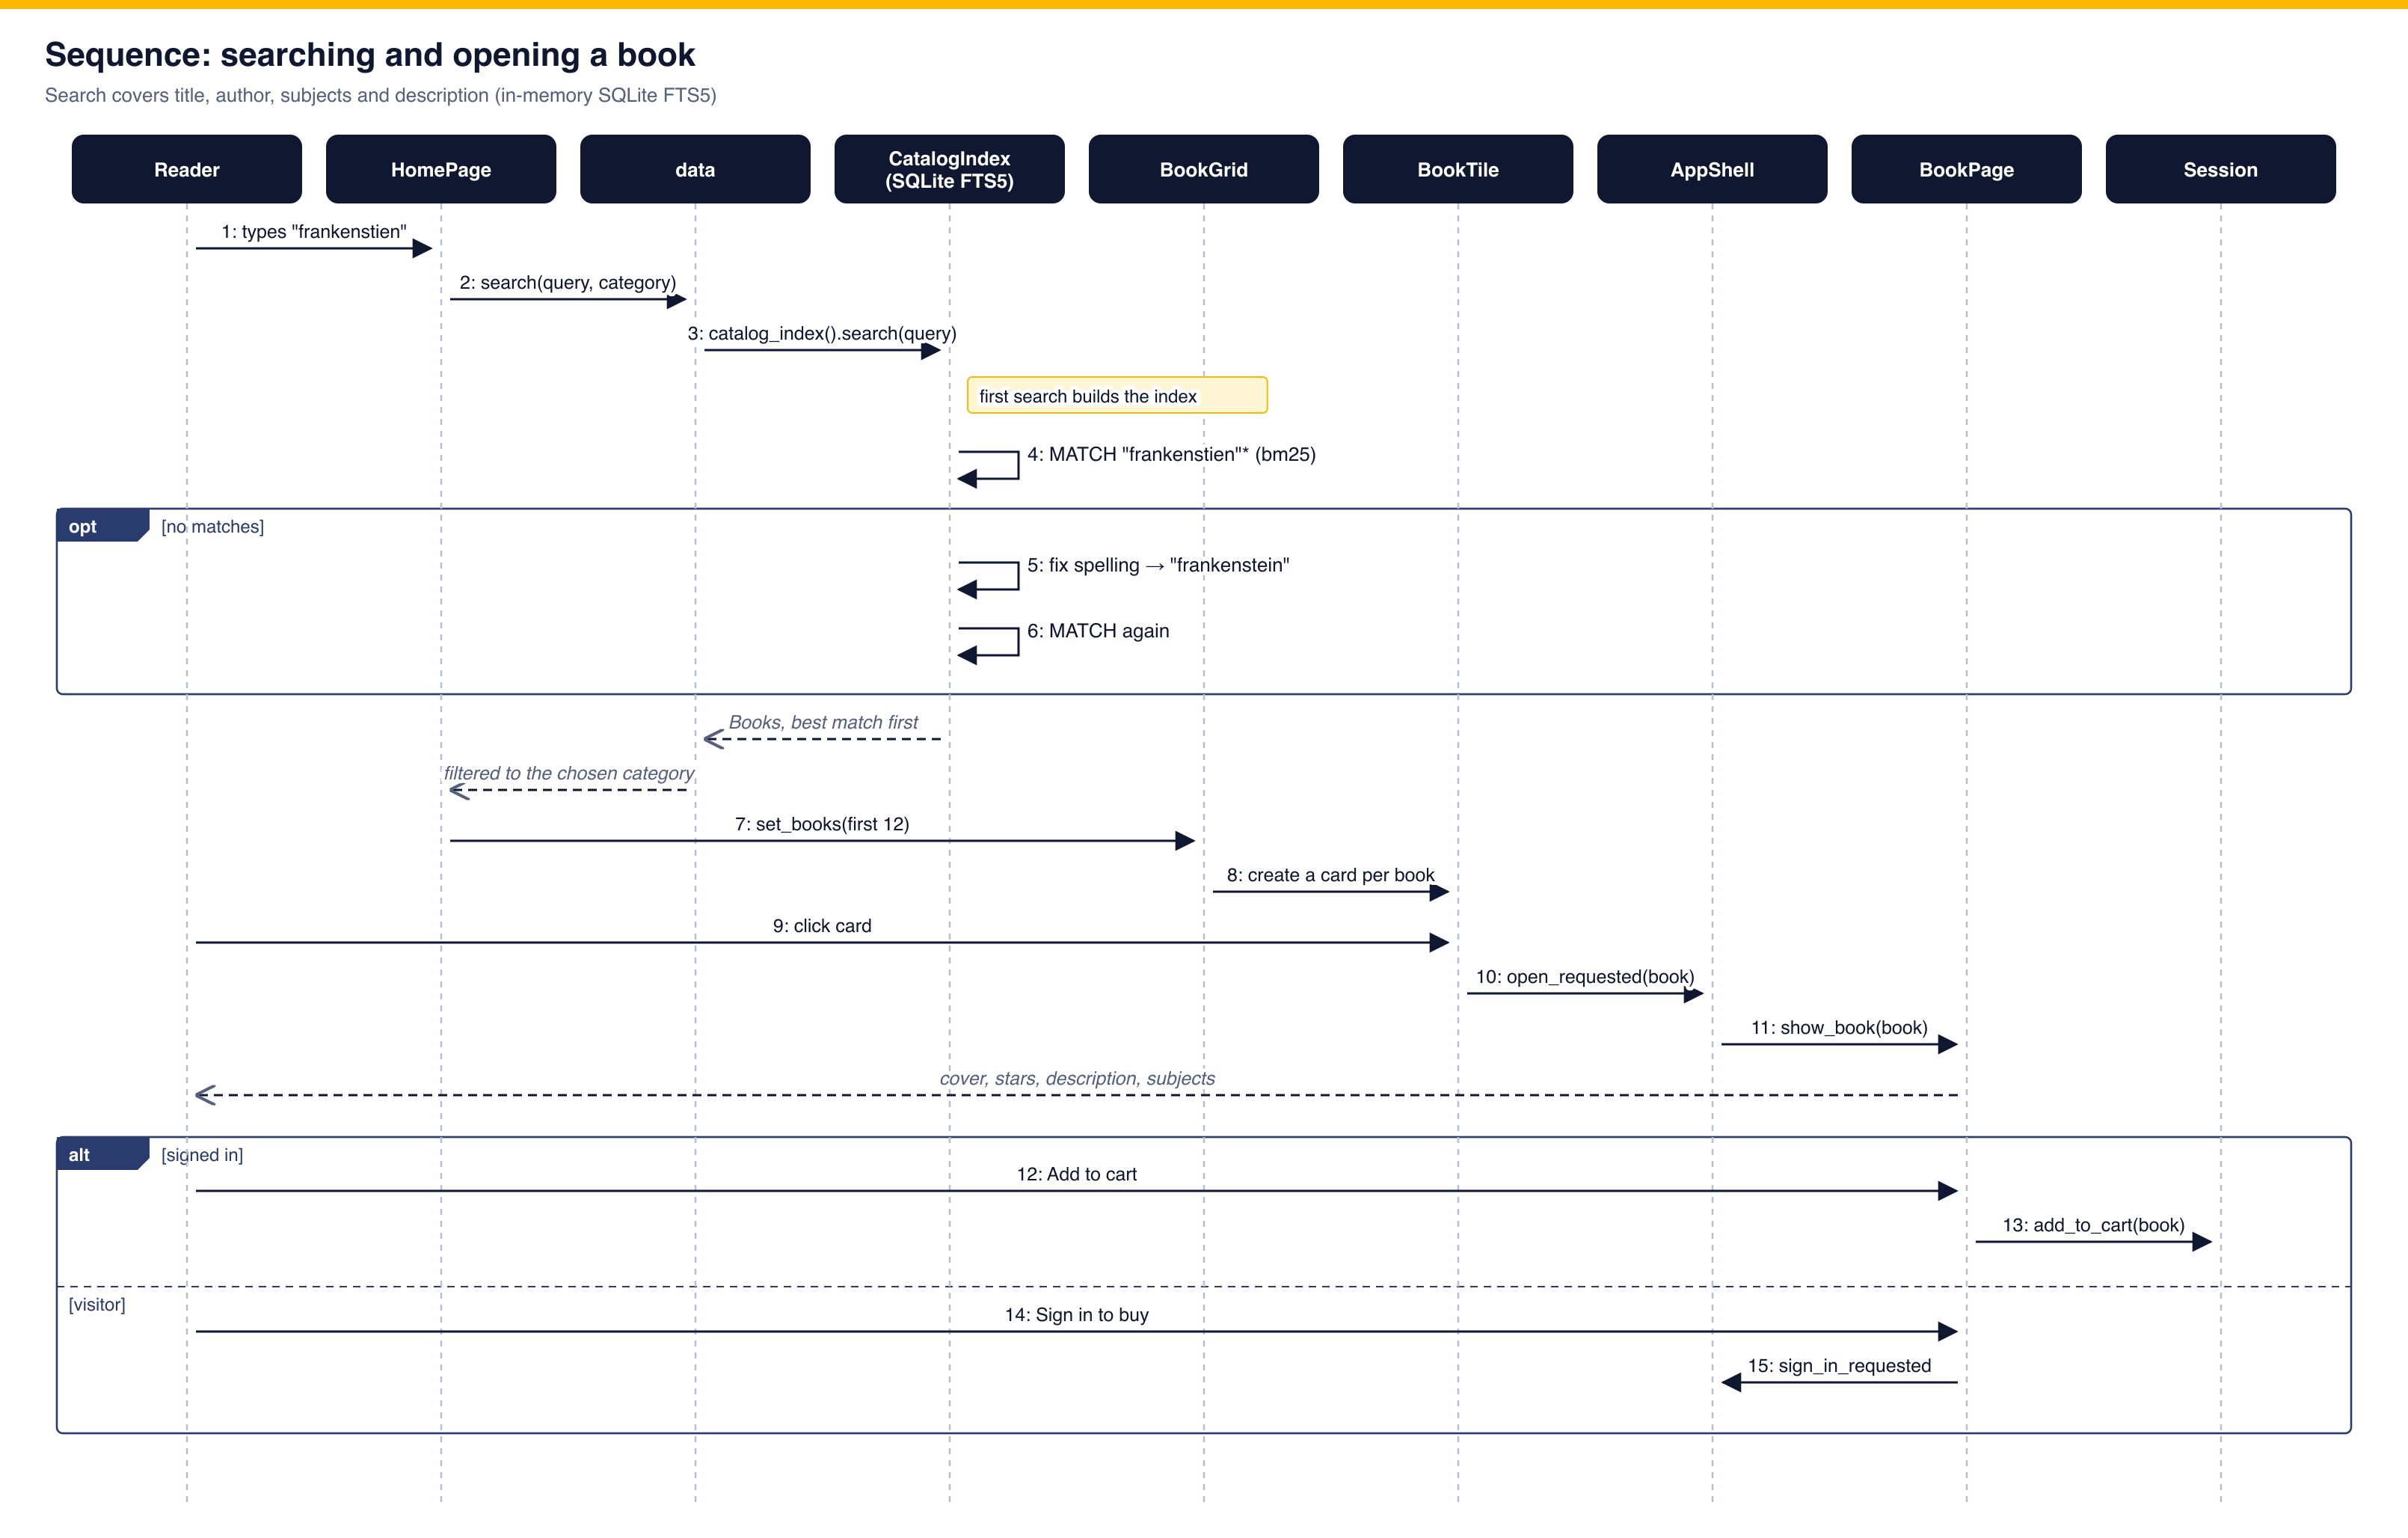 Sequence: searching and opening a book
Search covers title, author, subjects and description (in-memory SQLite FTS5)
Reader
HomePage
data
CatalogIndex
(SQLite FTS5)
BookGrid
BookTile
AppShell
BookPage
Session
1: types "frankenstien"
2: search(query, category)
3: catalog_index().search(query)
first search builds the index
4: MATCH "frankenstien"* (bm25)
opt
[no matches]
5: fix spelling → "frankenstein"
6: MATCH again
Books, best match first
filtered to the chosen category
7: set_books(first 12)
8: create a card per book
9: click card
10: open_requested(book)
11: show_book(book)
cover, stars, description, subjects
alt
[signed in]
12: Add to cart
13: add_to_cart(book)
[visitor]
14: Sign in to buy
15: sign_in_requested